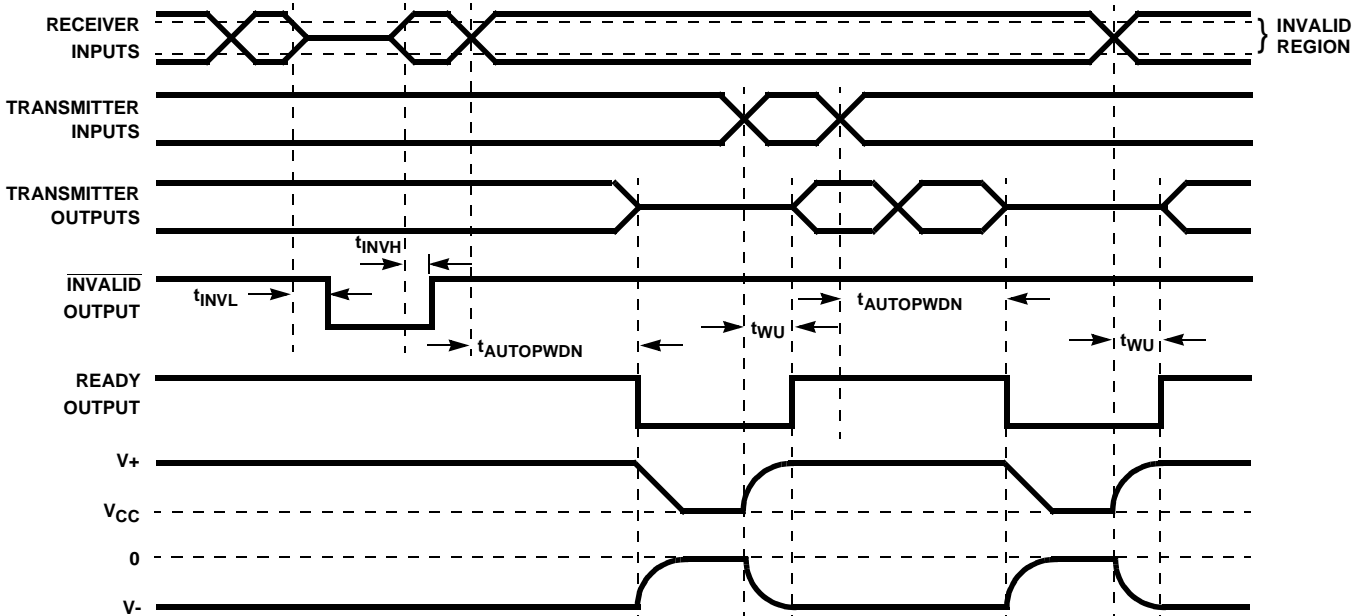 RECEIVER
INPUTS
} INVALID
REGION
TRANSMITTER
INPUTS
TRANSMITTER
OUTPUTS
tINVH
INVALID
OUTPUT
tINVL
tAUTOPWDN
tWU
tAUTOPWDN
tWU
READY
OUTPUT
V+
VCC
0
V-